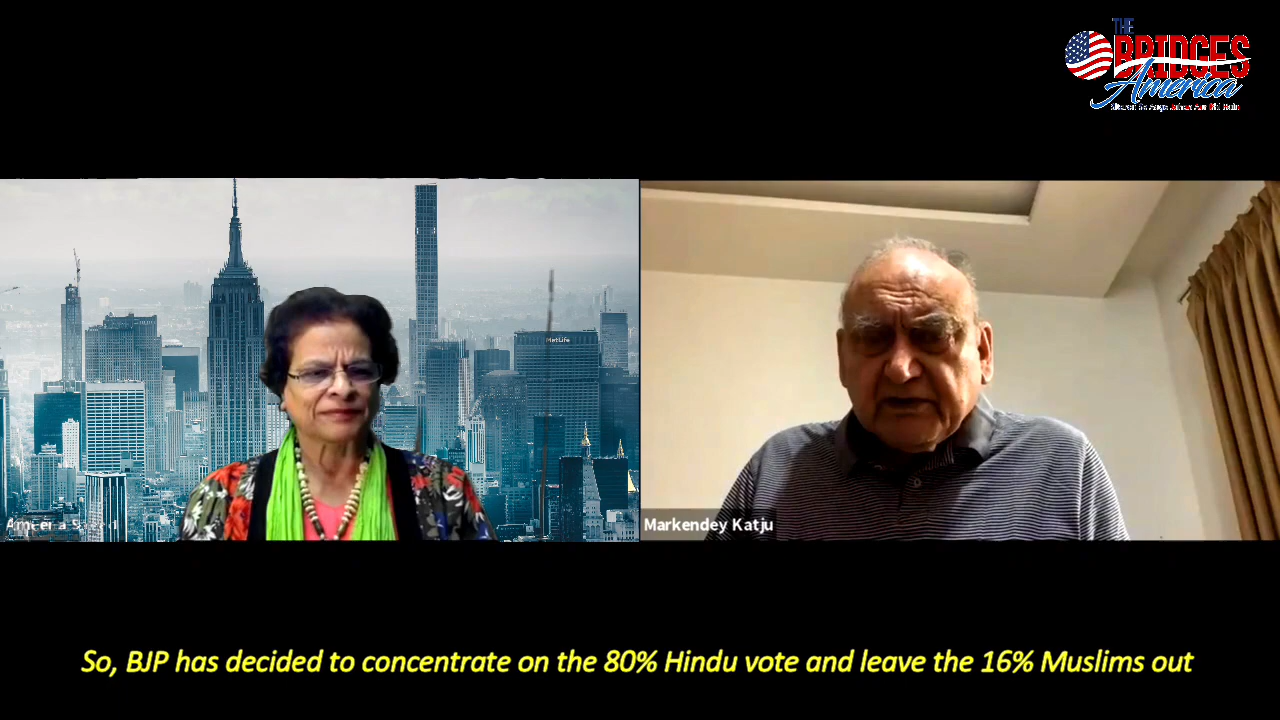 THE
BRIDGES
America
MetLife
Markendey Katju
So, BJP has decided to concentrate on the 80% Hindu vote and leave the 16% Muslims out